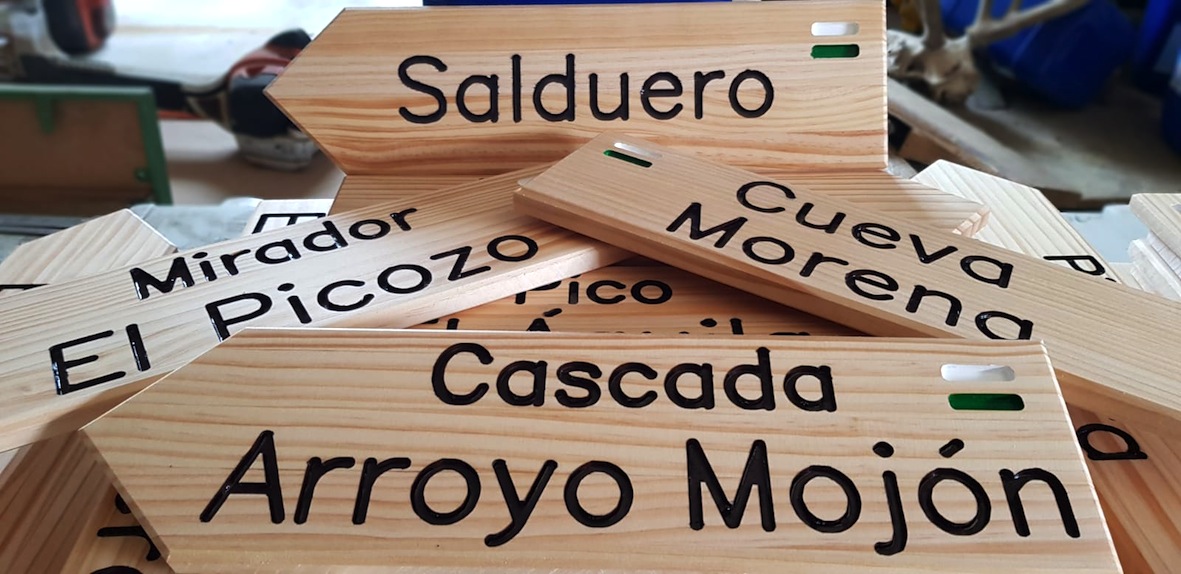 Salduero
Cueva
Morena
Mirador
El Picozo
Pico
Cascada
Arroyo Mojón